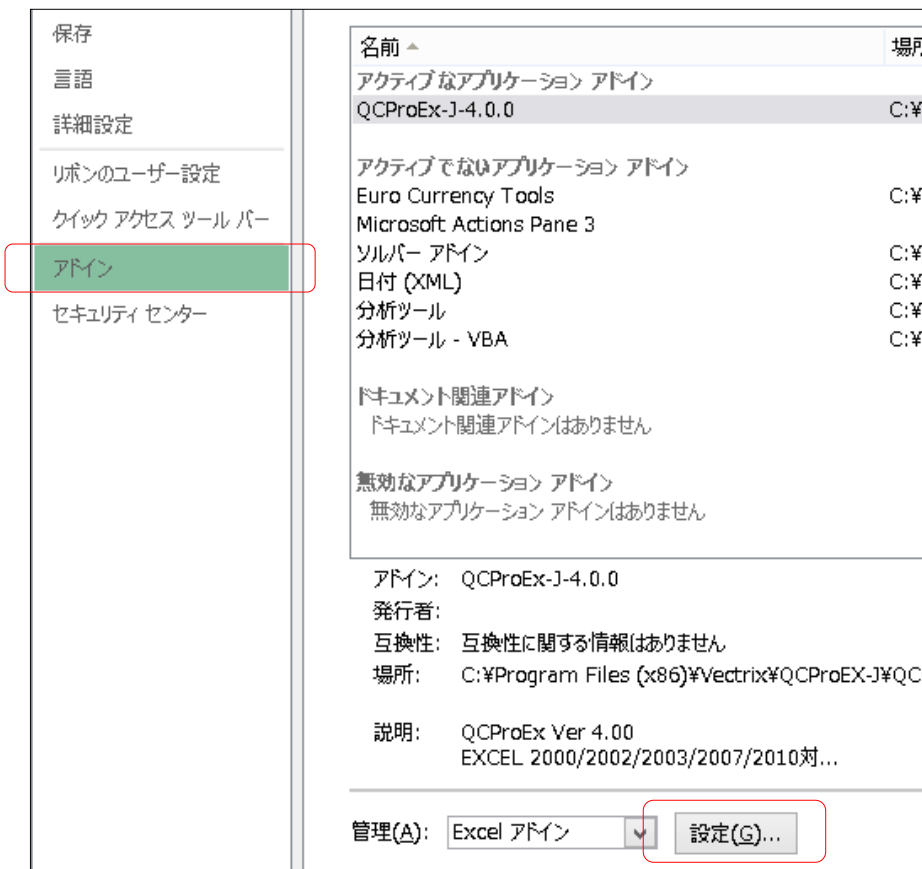 保存
言語
詳細設定
リボンのユーザー設定
クイック アクセス ツール バー
アドイン
セキュリティ センター
名前 場所
アクティブなアプリケーション アドイン
QCProEx-J-4.0.0 C:¥
アクティブでないアプリケーション アドイン
Euro Currency Tools C:¥
Microsoft Actions Pane 3
ソルバー アドイン C:¥
日付 (XML) C:¥
分析ツール C:¥
分析ツール - VBA C:¥
ドキュメント関連アドイン
ドキュメント関連アドインはありません
無効なアプリケーション アドイン
無効なアプリケーション アドインはありません
アドイン: QCProEx-J-4.0.0
発行者:
互換性: 互換性に関する情報はありません
場所: C:¥Program Files (x86)¥Vectrix¥QCProEX-J¥QC
説明: QCProEx Ver 4.00
EXCEL 2000/2002/2003/2007/2010対...
管理(A): Excel アドイン 設定(G)...